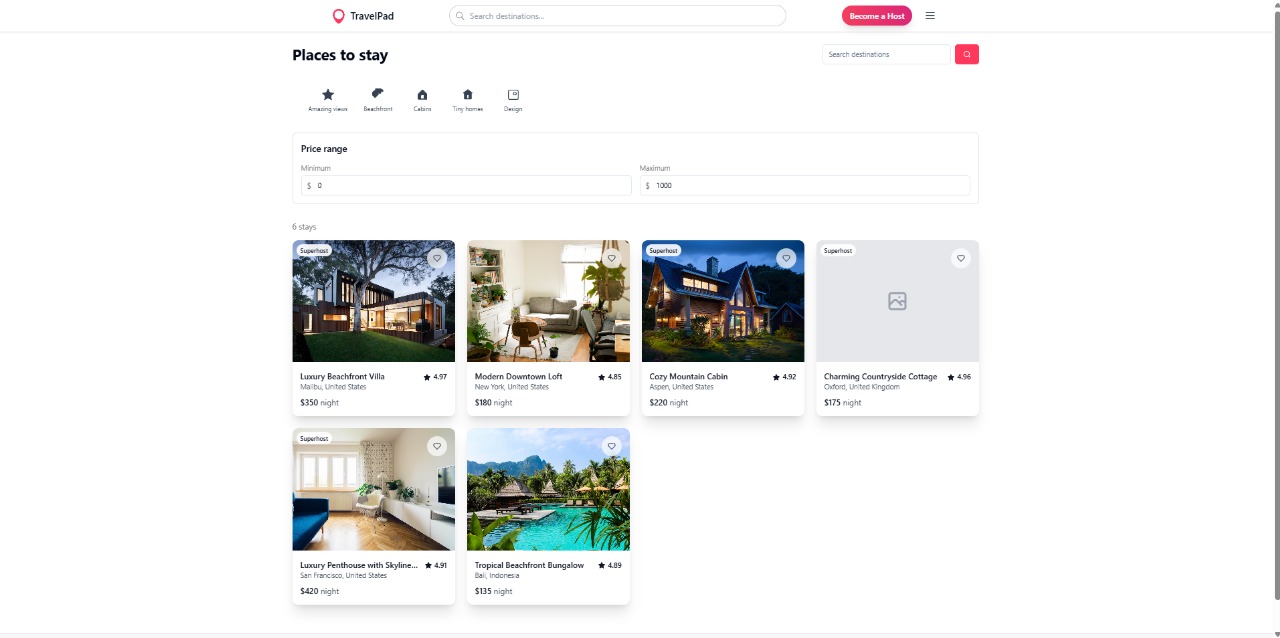 TravelPad
Search destinations...
Become a Host
Places to stay
Search destinations
Amazing views
Beachfront
Cabins
Tiny homes
Design
Price range
Minimum
Maximum
$ 0
$ 1000
6 stays
Superhost
Superhost
Superhost
Luxury Beachfront Villa 4.97
Malibu, United States
$350 night
Modern Downtown Loft 4.85
New York, United States
$180 night
Cozy Mountain Cabin 4.92
Aspen, United States
$220 night
Charming Countryside Cottage 4.96
Oxford, United Kingdom
$175 night
Superhost
Luxury Penthouse with Skyline... 4.91
San Francisco, United States
$420 night
Tropical Beachfront Bungalow 4.89
Bali, Indonesia
$135 night